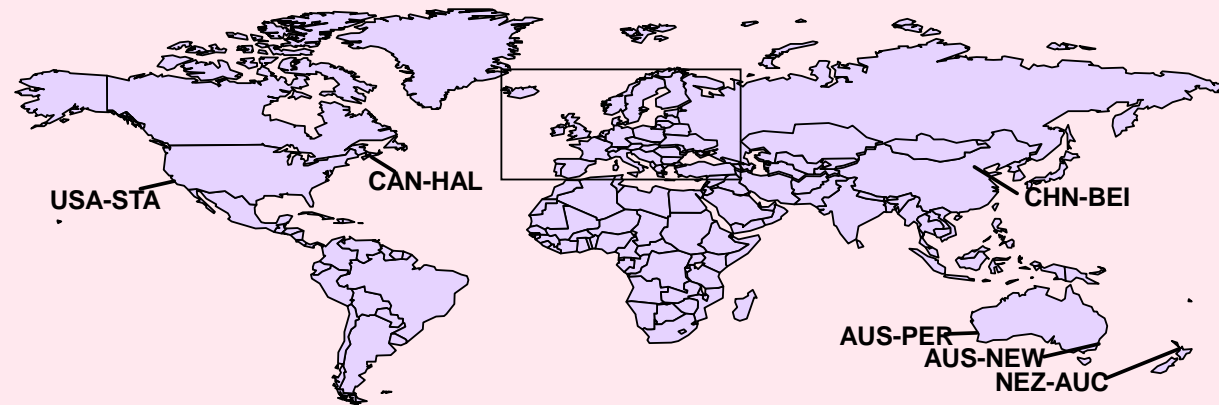 CAN-HAL
USA-STA
CHN-BEI
AUS-PER
AUS-NEW
NEZ-AUC